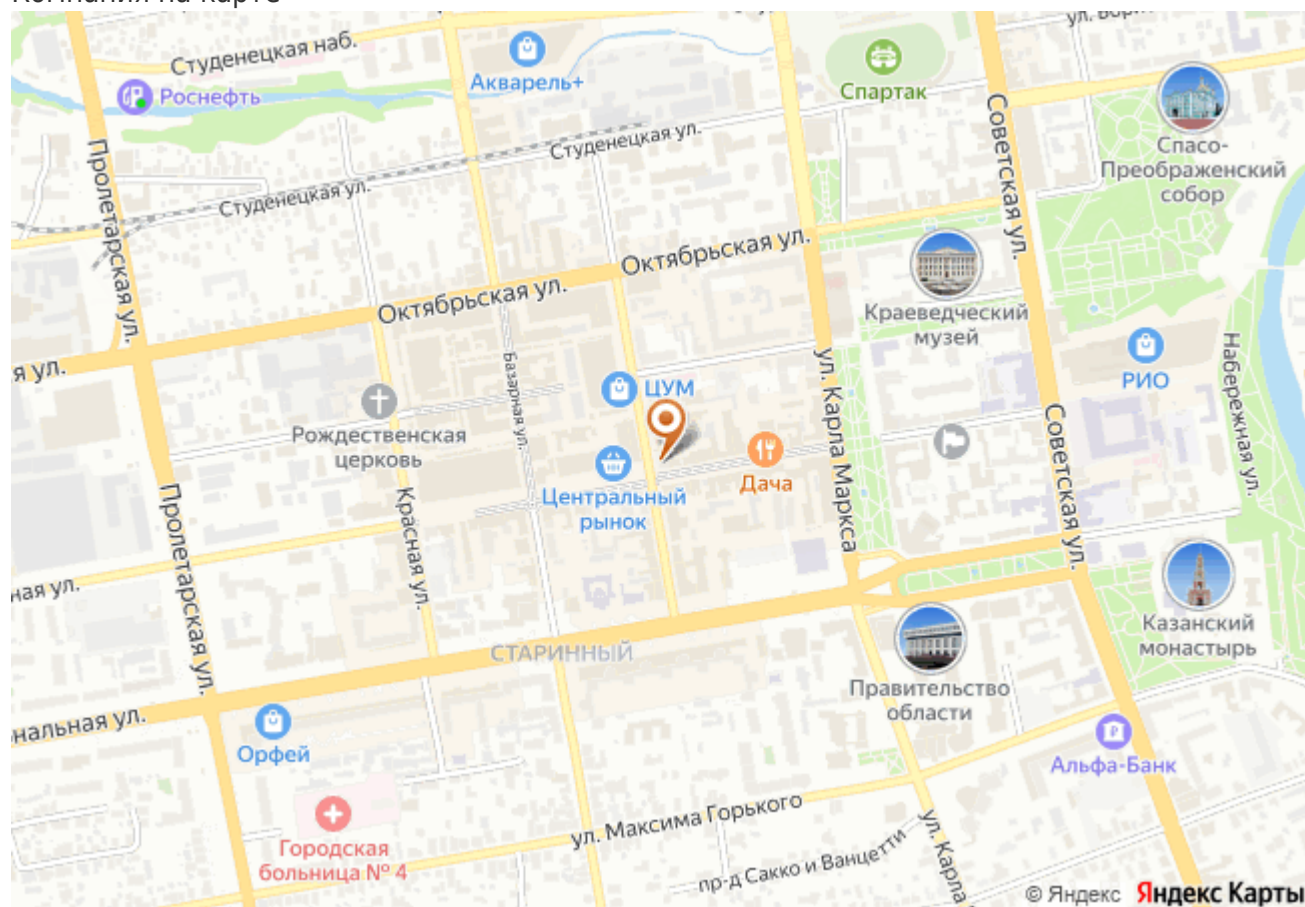 Компания на карте
Студенецкая наб.
Роснефть
Акварель+
Спартак
Спасо-
Преображенский
собор
Студенецкая ул.
Студенецкая ул.
Пролетарская ул.
Советская ул.
Октябрьская ул.
Октябрьская ул.
Краеведческий
музей
я ул.
Базарная ул.
ЦУМ
ул. Карла Маркса
РИО
Набережная ул.
Рождественская
церковь
Центральный
рынок
Дача
Советская ул.
Красная ул.
Пролетарская ул.
ная ул.
СТАРИННЫЙ
Казанский
монастырь
Правительство
области
нальная ул.
Орфей
Альфа-Банк
ул. Максима Горького
Городская
больница № 4
пр-д Сакко и Ванцетти
ул. Карла
© Яндекс Яндекс Карты